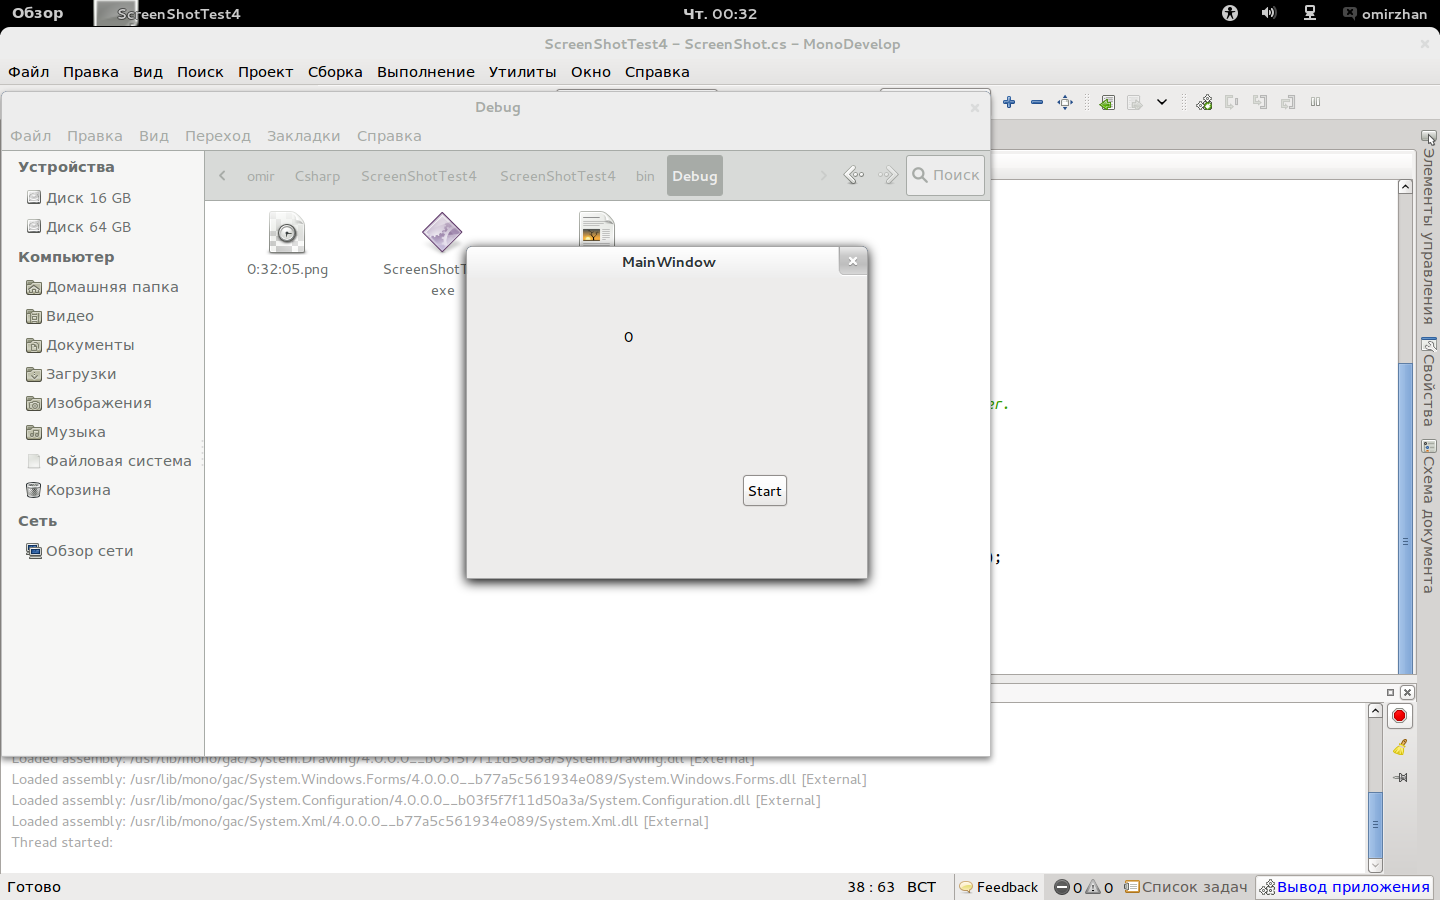 Обзор
ScreenShotTest4
Чт. 00:32
omirzhan
ScreenShotTest4 – ScreenShot.cs – MonoDevelop
Файл Правка Вид Поиск Проект Сборка Выполнение Утилиты Окно Справка
Debug
Файл Правка Вид Переход Закладки Справка
Устройства
Диск 16 GB
Диск 64 GB
Компьютер
Домашняя папка
Видео
Документы
Загрузки
Изображения
Музыка
Файловая система
Корзина
Сеть
Обзор сети
omir Csharp ScreenShotTest4 ScreenShotTest4 bin Debug
Поиск
0:32:05.png
ScreenShotT
exe
MainWindow
0
Start
er.
);
Элементы управления
Свойства
Схема документа
Loaded assembly: /usr/lib/mono/gac/System.Drawing/4.0.0.0__b03f5f7f11d50a3a/System.Drawing.dll [External]
Loaded assembly: /usr/lib/mono/gac/System.Windows.Forms/4.0.0.0__b77a5c561934e089/System.Windows.Forms.dll [External]
Loaded assembly: /usr/lib/mono/gac/System.Configuration/4.0.0.0__b03f5f7f11d50a3a/System.Configuration.dll [External]
Loaded assembly: /usr/lib/mono/gac/System.Xml/4.0.0.0__b77a5c561934e089/System.Xml.dll [External]
Thread started:
Готово
38 : 63 ВСТ
Feedback
0 0
Список задач
Вывод приложения